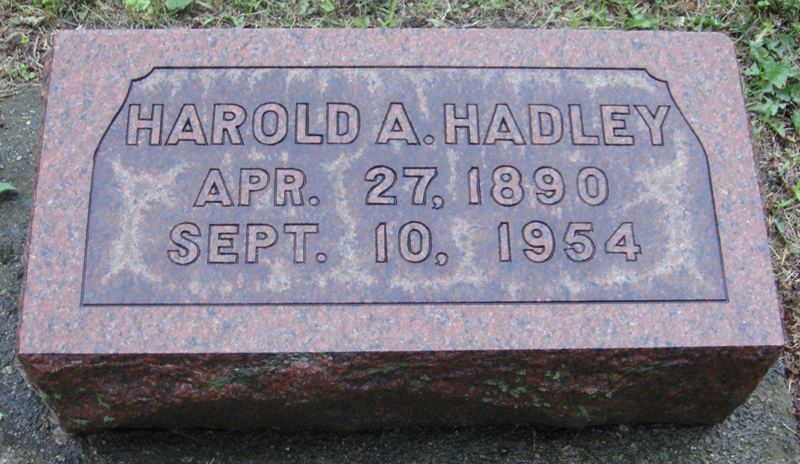 HAROLD A. HADLEY
APR. 27, 1890
SEPT. 10, 1954